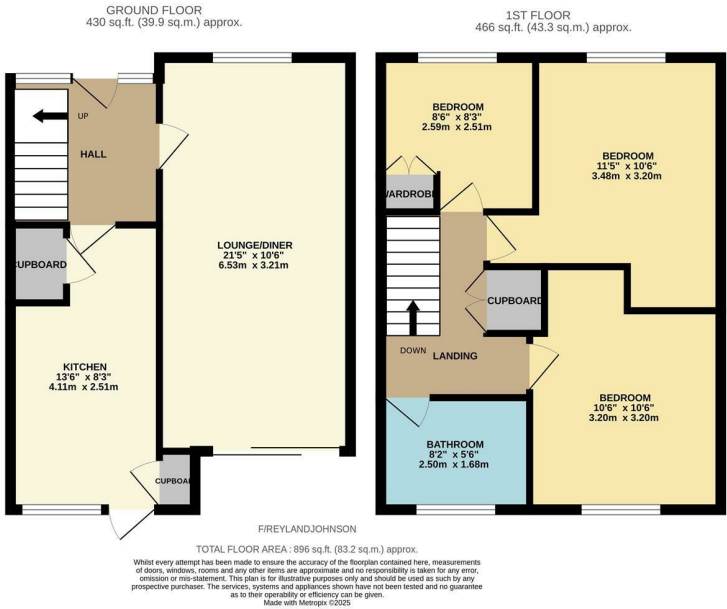 GROUND FLOOR
430 sq.ft. (39.9 sq.m.) approx.
1ST FLOOR
466 sq.ft. (43.3 sq.m.) approx.
UP
HALL
CUPBOARD
LOUNGE/DINER
21'5" x 10'6"
6.53m x 3.21m
KITCHEN
13'6" x 8'3"
4.11m x 2.51m
CUPBOA
BEDROOM
8'6" x 8'3"
2.59m x 2.51m
WARDROBE
BEDROOM
11'5" x 10'6"
3.48m x 3.20m
CUPBOARD
DOWN
LANDING
BEDROOM
10'6" x 10'6"
3.20m x 3.20m
BATHROOM
8'2" x 5'6"
2.50m x 1.68m
F/REYLANDJOHNSON
TOTAL FLOOR AREA : 896 sq.ft. (83.2 sq.m.) approx.
Whilst every attempt has been made to ensure the accuracy of the floorplan contained here, measurements
of doors, windows, rooms and any other items are approximate and no responsibility is taken for any error,
omission or mis-statement. This plan is for illustrative purposes only and should be used as such by any
prospective purchaser. The services, systems and appliances shown have not been tested and no guarantee
as to their operability or efficiency can be given.
Made with Metropix ©2025